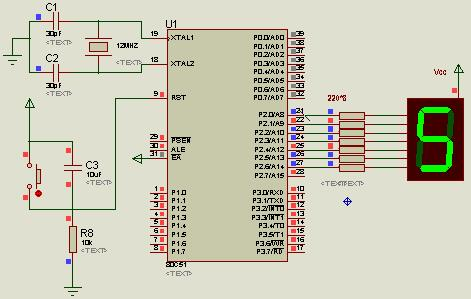 C1
30pF
<TEXT>
C2
30pF
<TEXT>
12MHZ
<TEXT>
C3
10uF
<TEXT>
R8
10k
<TEXT>
U1
19 XTAL1
18 XTAL2
9 RST
29 PSEN
30 ALE
31 EA
1 P1.0
2 P1.1
3 P1.2
4 P1.3
5 P1.4
6 P1.5
7 P1.6
8 P1.7
P0.0/AD0 39
P0.1/AD1 38
P0.2/AD2 37
P0.3/AD3 36
P0.4/AD4 35
P0.5/AD5 34
P0.6/AD6 33
P0.7/AD7 32
P2.0/A8 21
P2.1/A9 22
P2.2/A10 23
P2.3/A11 24
P2.4/A12 25
P2.5/A13 26
P2.6/A14 27
P2.7/A15 28
P3.0/RXD 10
P3.1/TXD 11
P3.2/INT0 12
P3.3/INT1 13
P3.4/T0 14
P3.5/T1 15
P3.6/WR 16
P3.7/RD 17
80C51
<TEXT>
220*8
Vcc
5